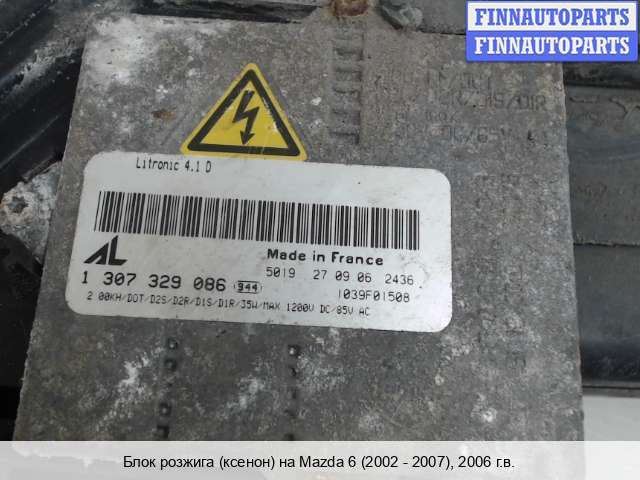 FINNAUTOPARTS
FINNAUTOPARTS
Litronic 4.1 D
AL
Made in France
5019 27 09 06 2436
1 307 329 086 944
1039F01508
2 00KH/DOT/D2S/D2R/D1S/D1R/35W/MAX 1200V DC/85V AC
Блок розжига (ксенон) на Mazda 6 (2002 - 2007), 2006 г.в.